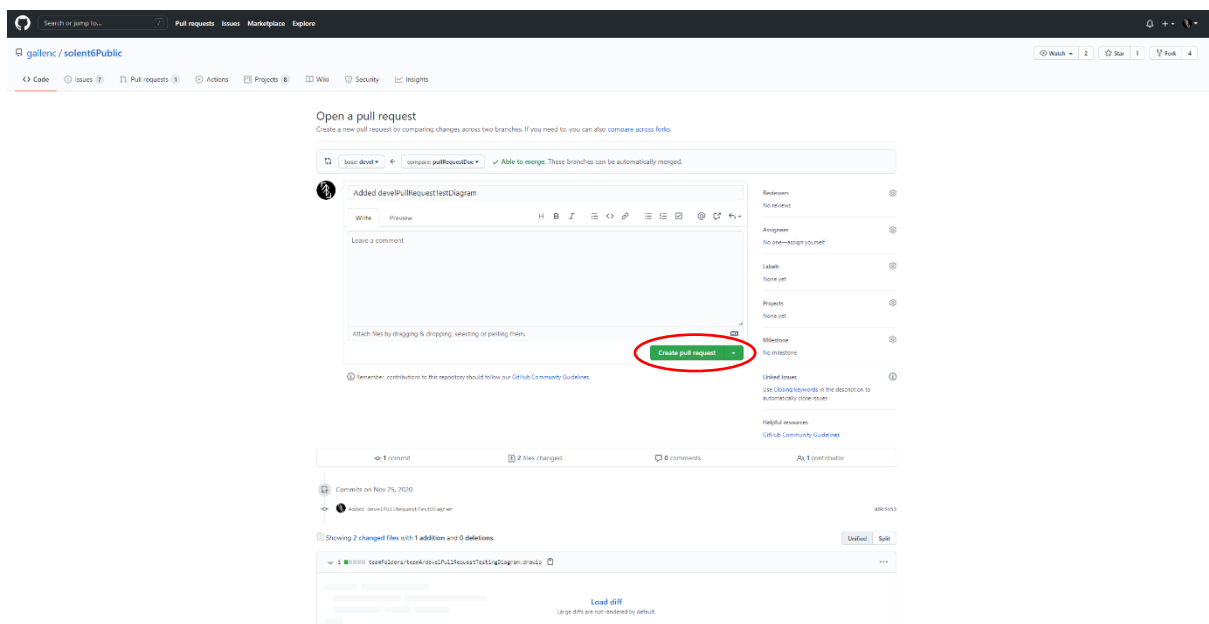 Search or jump to... /
Pull requests Issues Marketplace Explore
gallenc / solent6Public
Watch 2 Star 1 Fork 4
Code Issues 7 Pull requests 1 Actions Projects 8 Wiki Security Insights
Open a pull request
Create a new pull request by comparing changes across two branches. If you need to, you can also compare across forks.
base: devel compare: pullRequestDoc Able to merge. These branches can be automatically merged.
Added develPullRequestTestDiagram
Write Preview
Leave a comment
Attach files by dragging & dropping, selecting or pasting them.
Create pull request
Remember, contributions to this repository should follow our GitHub Community Guidelines.
Reviewers
No reviews
Assignees
No one—assign yourself
Labels
None yet
Projects
None yet
Milestone
No milestone
Linked issues
Use Closing keywords in the description to
automatically close issues
Helpful resources
GitHub Community Guidelines
1 commit 2 files changed 0 comments 1 contributor
Commits on Nov 25, 2020
Added develPullRequestTestDiagram
Showing 2 changed files with 1 addition and 0 deletions.
Unified Split
1 teamFolders/team4/develPullRequestTestingDiagram.drawio
Load diff
Large diffs are not rendered by default.